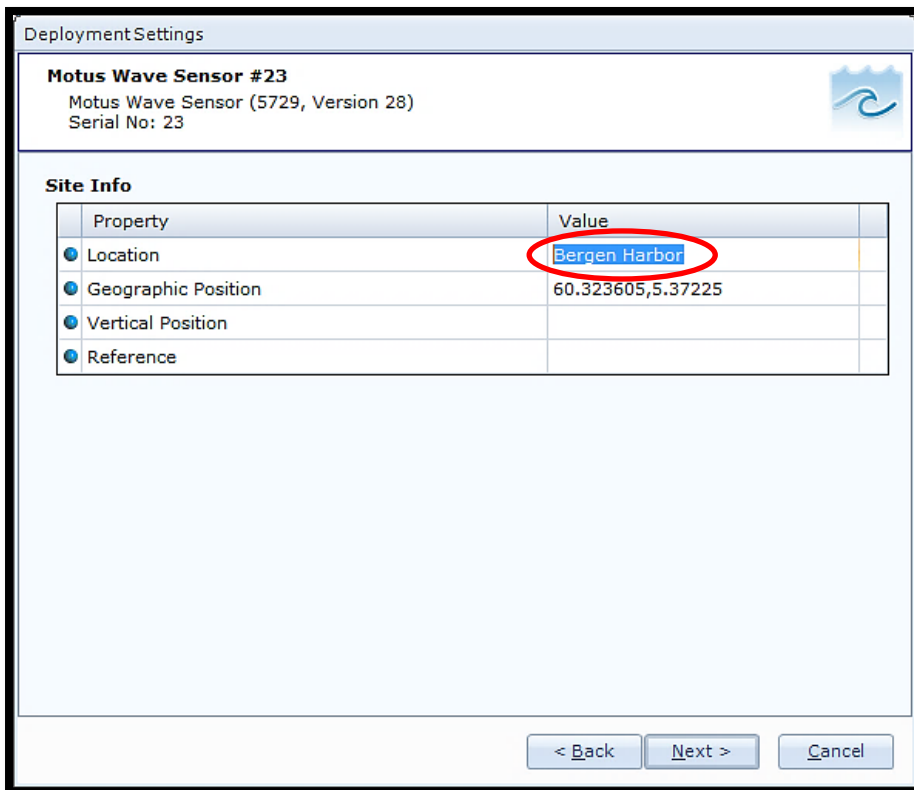 Deployment Settings
Motus Wave Sensor #23
Motus Wave Sensor (5729, Version 28)
Serial No: 23
Site Info
Property Value
Location Bergen Harbor
Geographic Position 60.323605,5.37225
Vertical Position
Reference
< Back Next > Cancel